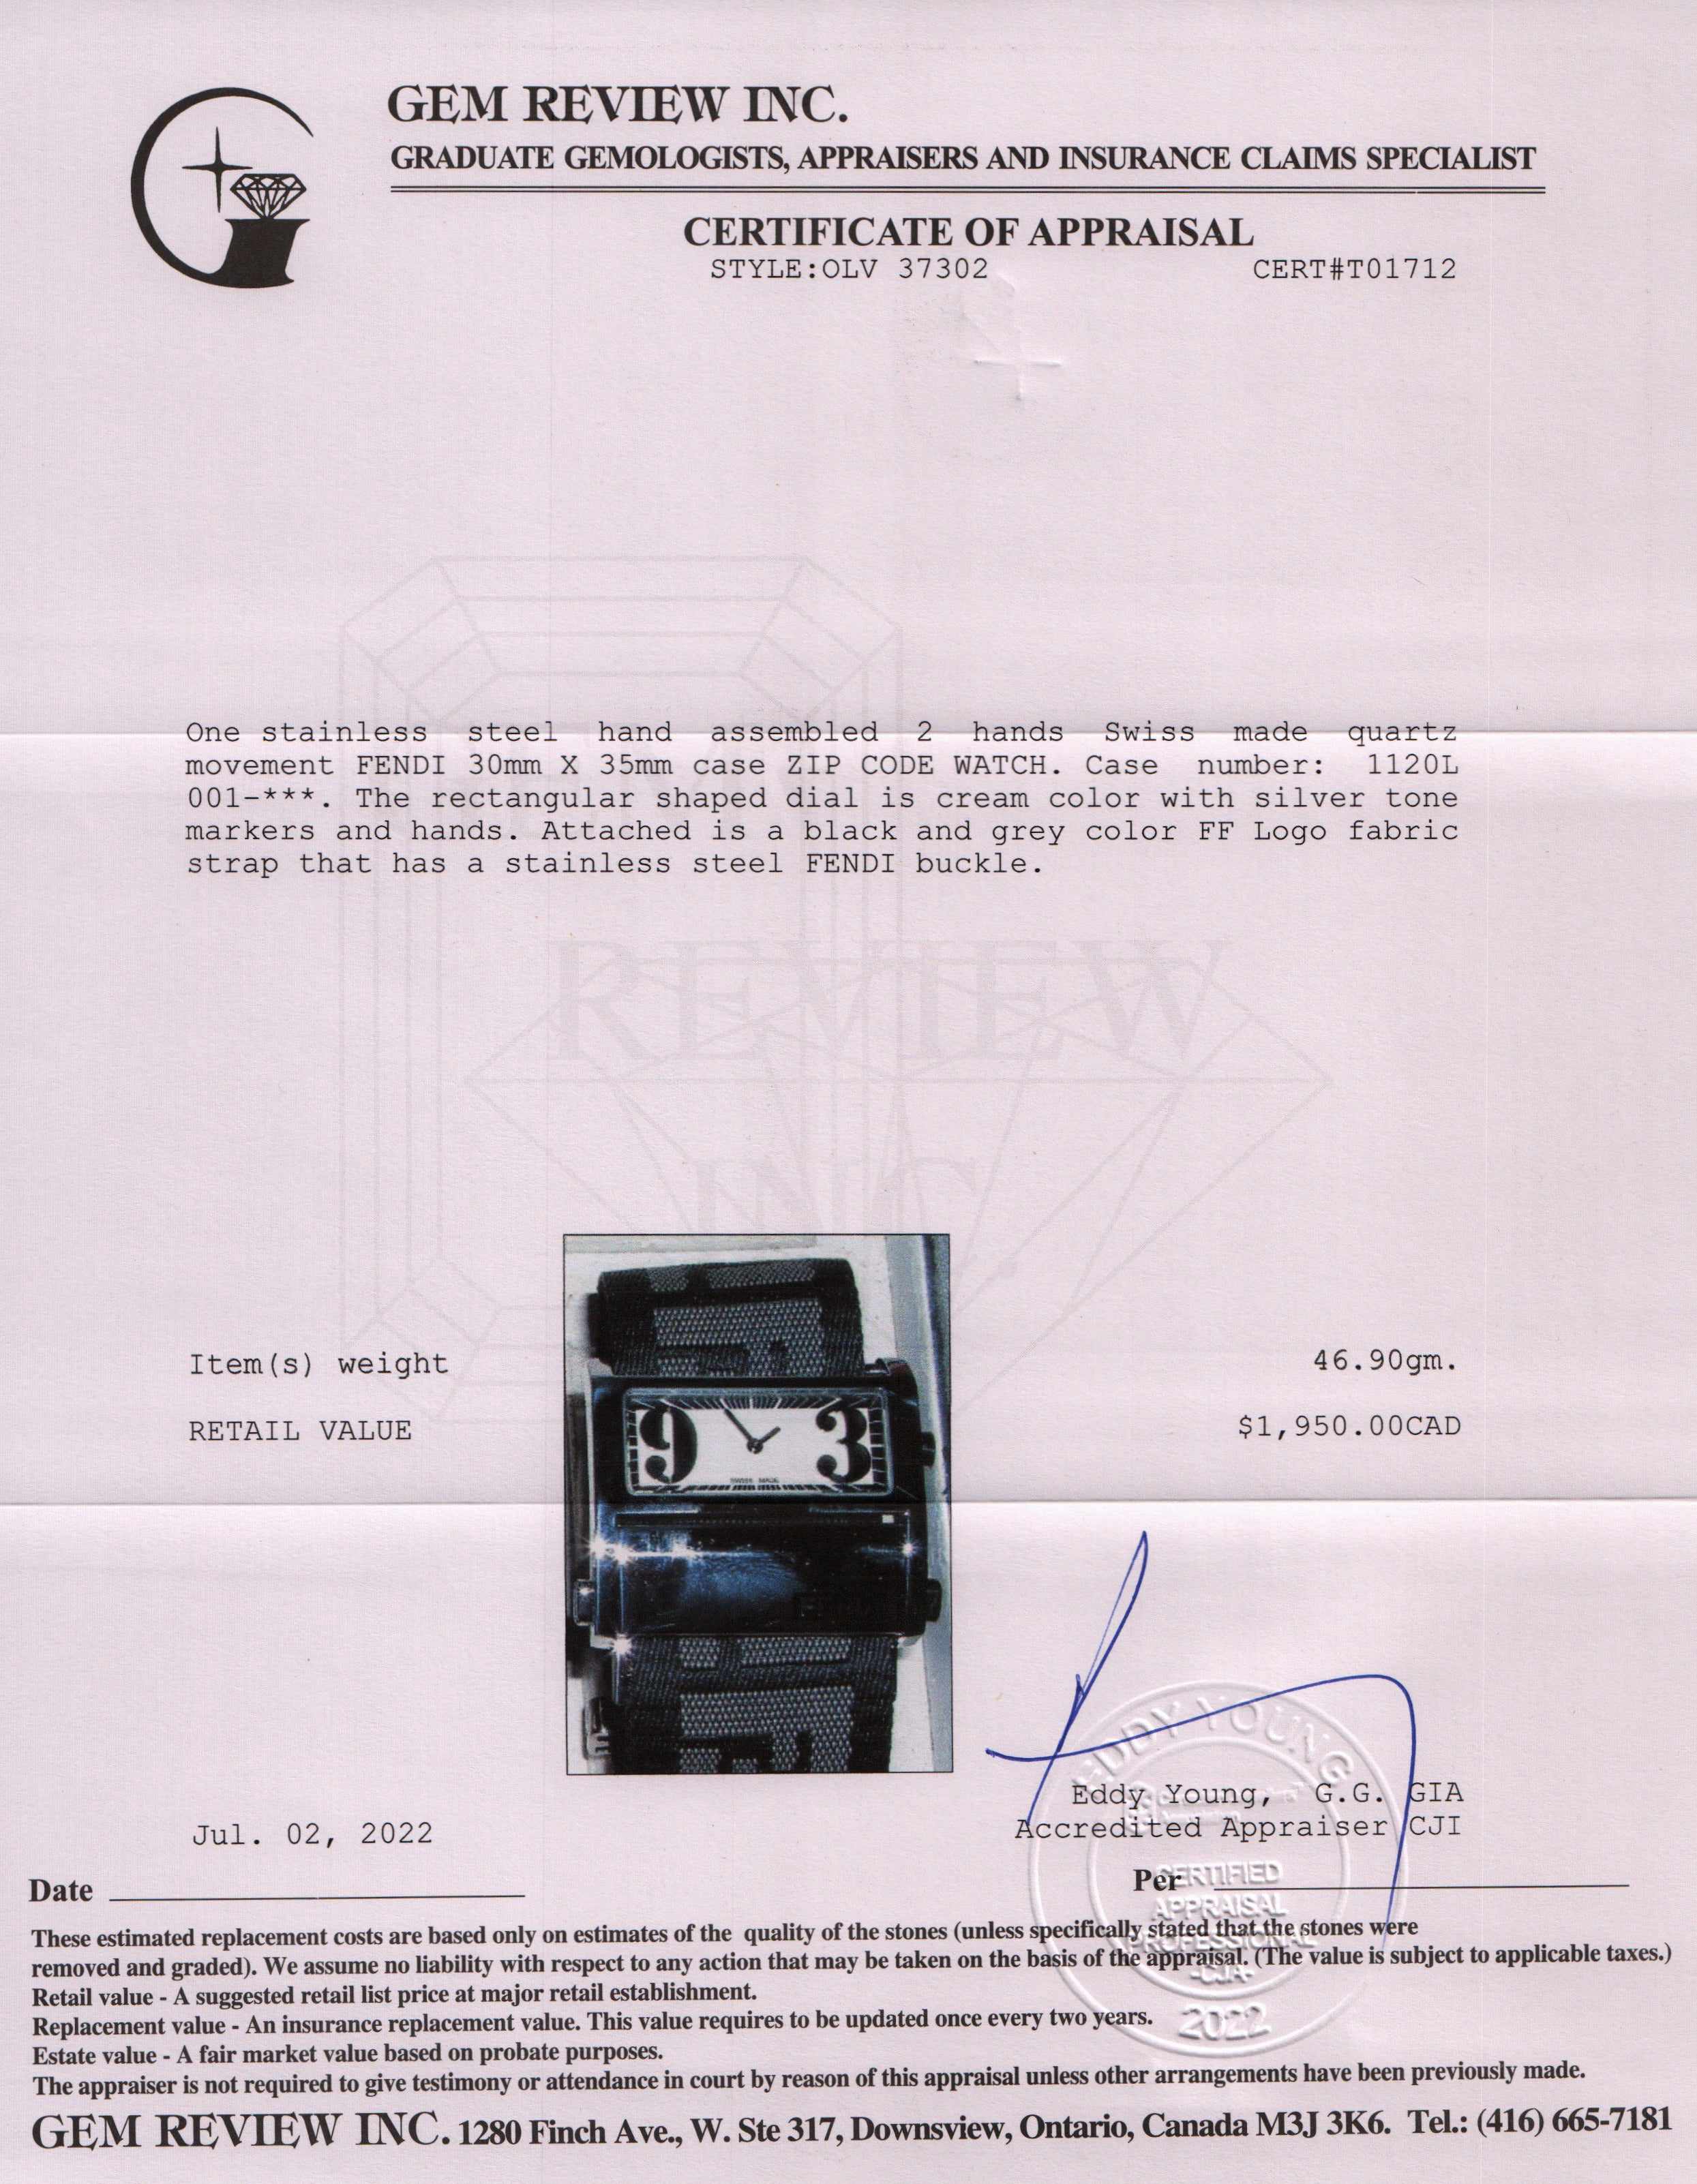 GEM REVIEW INC.
GRADUATE GEMOLOGISTS, APPRAISERS AND INSURANCE CLAIMS SPECIALIST
CERTIFICATE OF APPRAISAL
STYLE:OLV 37302 CERT#T01712
One stainless steel hand assembled 2 hands Swiss made quartz
movement FENDI 30mm X 35mm case ZIP CODE WATCH. Case number: 1120L
001-***. The rectangular shaped dial is cream color with silver tone
markers and hands. Attached is a black and grey color FF Logo fabric
strap that has a stainless steel FENDI buckle.
REVIEW
INC.
Item(s) weight 46.90gm.
RETAIL VALUE $1,950.00CAD
9 3
SWISS MADE
EDDY YOUNG
Eddy Young, G.G. GIA
Jul. 02, 2022 Accredited Appraiser CJI
Date Per
CERTIFIED
APPRAISAL
PROFESSIONAL
-CJA-
2022
These estimated replacement costs are based only on estimates of the quality of the stones (unless specifically stated that the stones were
removed and graded). We assume no liability with respect to any action that may be taken on the basis of the appraisal. (The value is subject to applicable taxes.)
Retail value - A suggested retail list price at major retail establishment.
Replacement value - An insurance replacement value. This value requires to be updated once every two years.
Estate value - A fair market value based on probate purposes.
The appraiser is not required to give testimony or attendance in court by reason of this appraisal unless other arrangements have been previously made.
GEM REVIEW INC. 1280 Finch Ave., W. Ste 317, Downsview, Ontario, Canada M3J 3K6. Tel.: (416) 665-7181